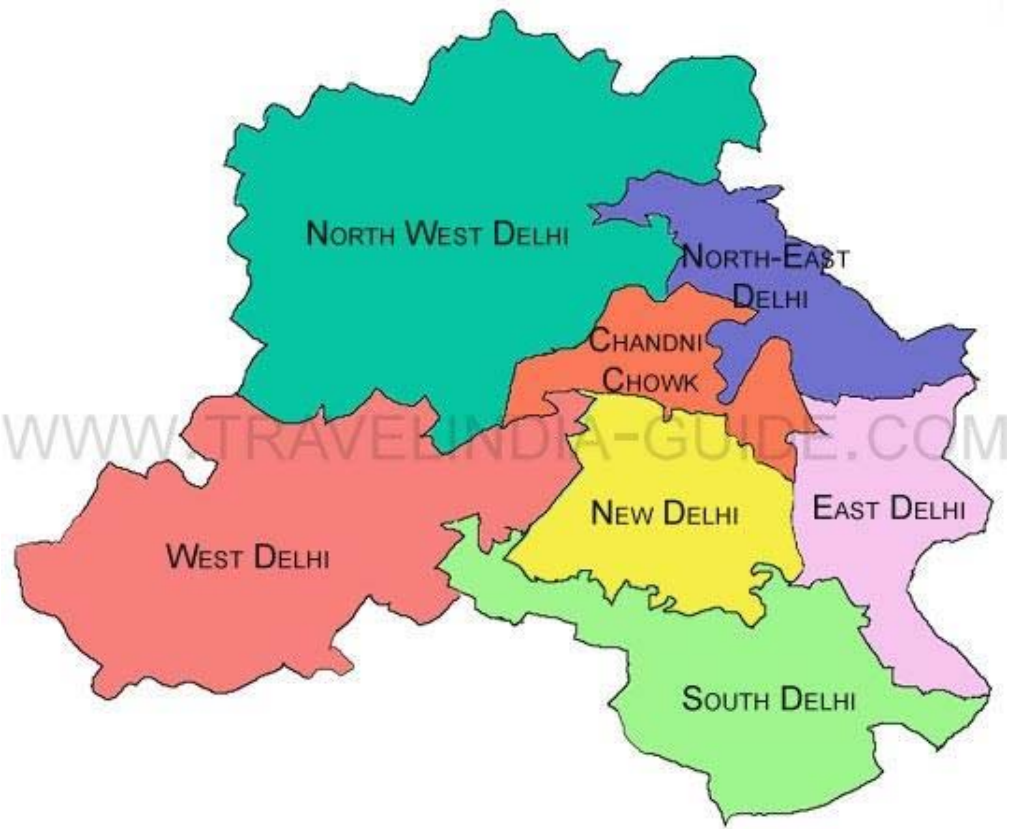 North West Delhi
North-East
Delhi
Chandni
Chowk
WWW.TRAVELINDIA-GUIDE.COM
New Delhi
East Delhi
West Delhi
South Delhi